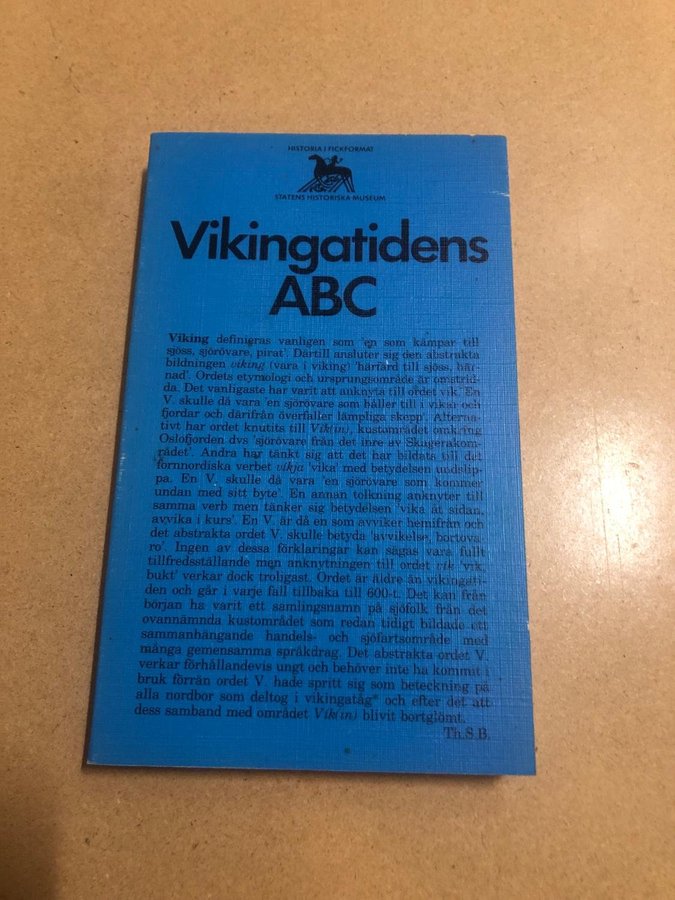 HISTORIA I FICKFORMAT
STATENS HISTORISKA MUSEUM
Vikingatidens
ABC
Viking definieras vanligen som 'en som kämpar till
sjöss, sjörövare, pirat'. Därtill ansluter sig den abstrakta
bildningen viking (vara i viking) 'härfärd till sjöss, här-
nad'. Ordets etymologi och ursprungsområde är omstrid-
da. Det vanligaste har varit att anknyta till ordet vik. En
V. skulle då vara 'en sjörövare som håller till i vikar och
fjordar och därifrån överfaller lämpliga skepp'. Alterna-
tivt har ordet knutits till Vik(in), kustområdet omkring
Oslofjorden dvs 'sjörövare från det inre av Skagerakom-
rådet'. Andra har tänkt sig att det har bildats till det
fornnordiska verbet vikja 'vika' med betydelsen undslip-
pa. En V. skulle då vara 'en sjörövare som kommer
undan med sitt byte'. En annan tolkning anknyter till
samma verb men tänker sig betydelsen 'vika åt sidan,
avvika i kurs'. En V. är då en som avviker hemifrån och
det abstrakta ordet V. skulle betyda 'avvikelse, bortova-
ro'. Ingen av dessa förklaringar kan sägas vara fullt
tillfredsställande men anknytningen till ordet vik 'vik,
bukt' verkar dock troligast. Ordet är äldre än vikingati-
den och går i varje fall tillbaka till 600-t. Det kan från
början ha varit ett samlingsnamn på sjöfolk från det
ovannämnda kustområdet som redan tidigt bildade ett
sammanhängande handels- och sjöfartsområde med
många gemensamma språkdrag. Det abstrakta ordet V.
verkar förhållandevis ungt och behöver inte ha kommit i
bruk förrän ordet V. hade spritt sig som beteckning på
alla nordbor som deltog i vikingatåg* och efter det att
dess samband med området Vik(in) blivit bortglömt.
Th.S.B.